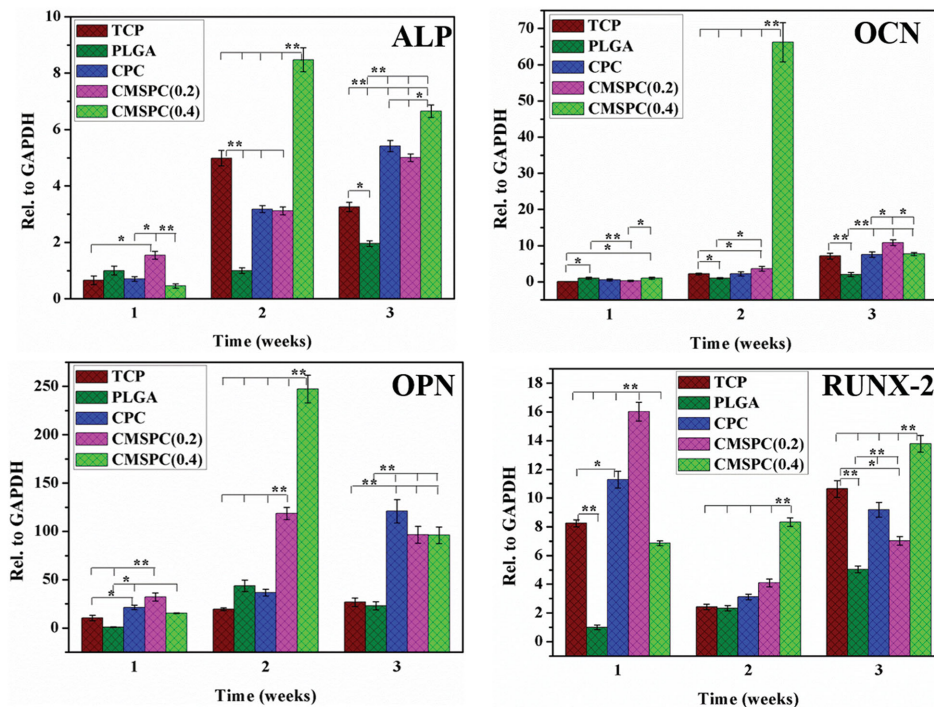 ALP
TCP
PLGA
CPC
CMSPC(0.2)
CMSPC(0.4)
Rel. to GAPDH
10
8
6
4
2
0
* * **
** **
* ** ** *
1 2 3
Time (weeks)
OCN
TCP
PLGA
CPC
CMSPC(0.2)
CMSPC(0.4)
Rel. to GAPDH
70
60
50
40
30
20
10
0
* * ** *
* * * **
** ** * *
1 2 3
Time (weeks)
OPN
TCP
PLGA
CPC
CMSPC(0.2)
CMSPC(0.4)
Rel. to GAPDH
250
200
150
100
50
0
* * **
** **
** **
1 2 3
Time (weeks)
RUNX-2
TCP
PLGA
CPC
CMSPC(0.2)
CMSPC(0.4)
Rel. to GAPDH
18
16
14
12
10
8
6
4
2
0
** * **
**
** * ** **
1 2 3
Time (weeks)